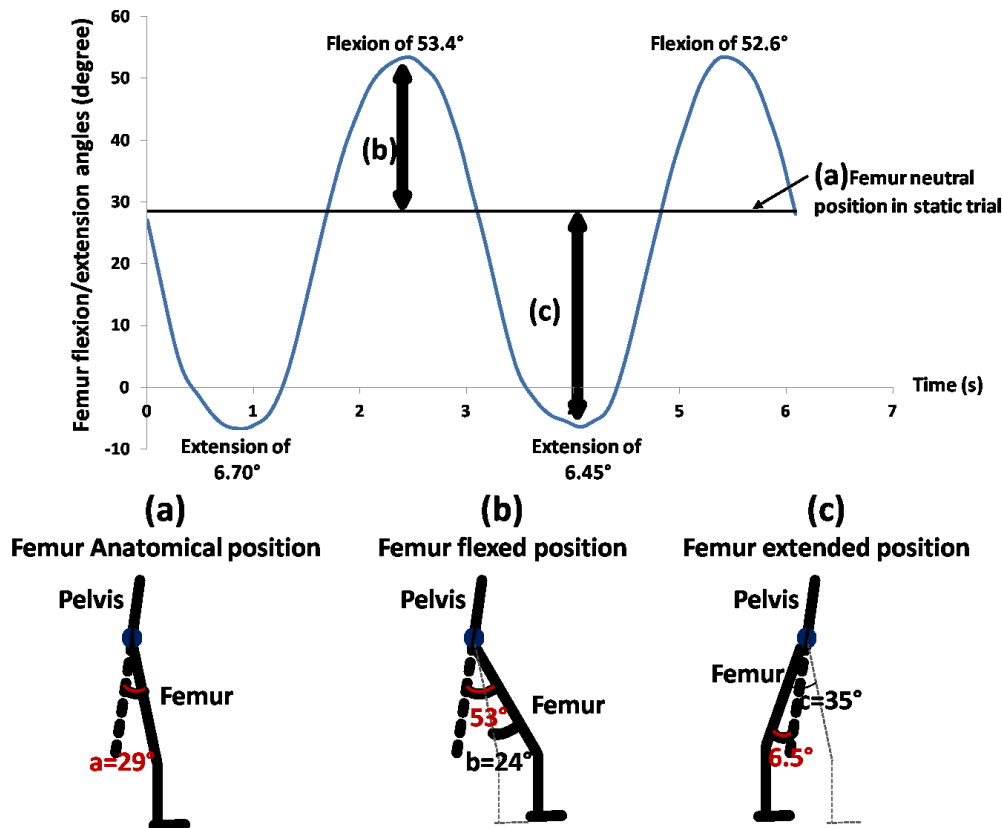 Femur flexion/extension angles (degree)
60
50
40
30
20
10
0
-10
0
1
2
3
4
5
6
7
Time (s)
Flexion of 53.4°
Flexion of 52.6°
(b)
(a)Femur neutral
position in static trial
(c)
Extension of
6.70°
Extension of
6.45°
(a)
Femur Anatomical position
Pelvis
Femur
a=29°
(b)
Femur flexed position
Pelvis
Femur
53°
b=24°
(c)
Femur extended position
Pelvis
Femur
c=35°
6.5°